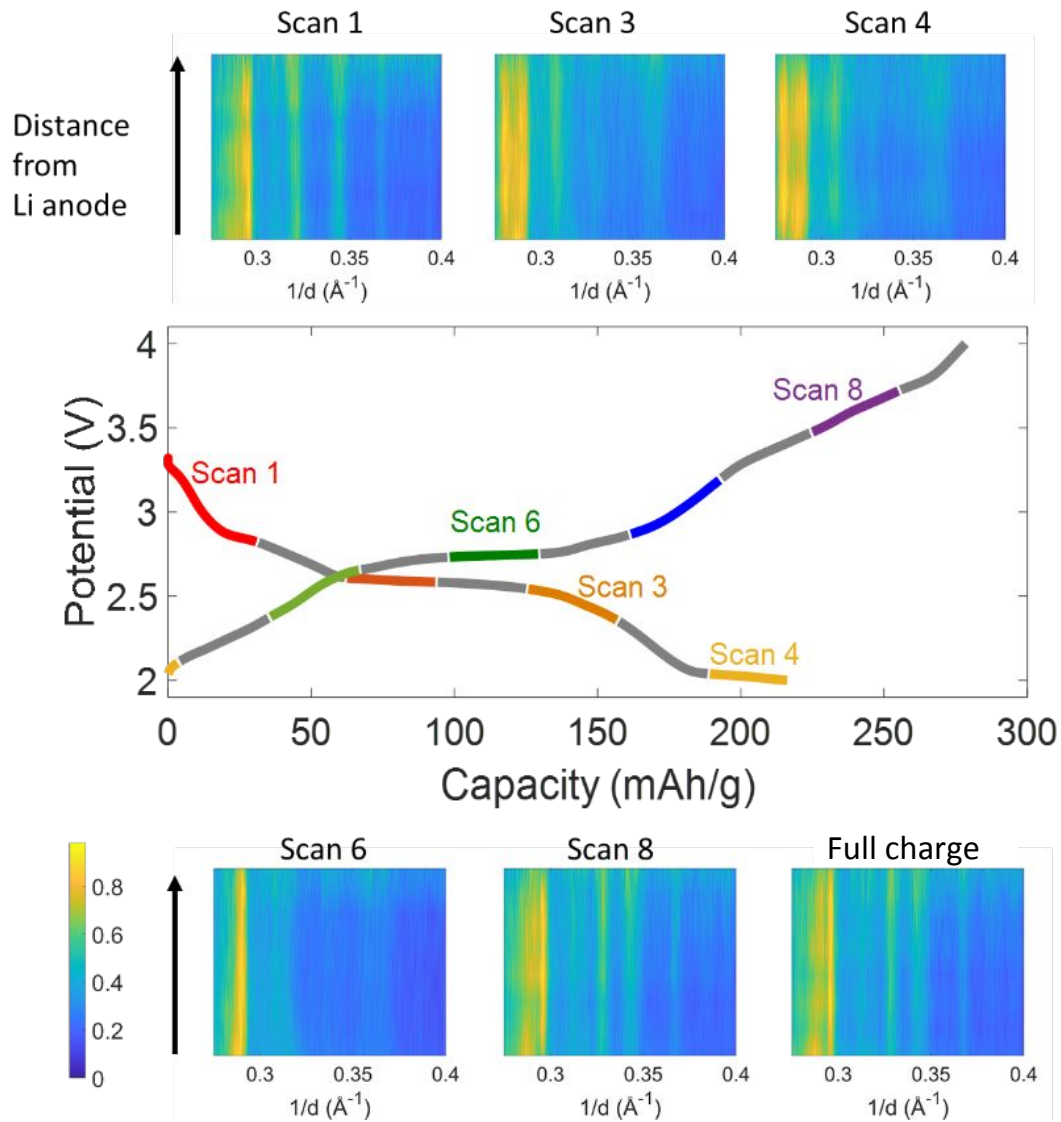 Scan 1
Scan 3
Scan 4
Distance
from
Li anode
0.3 0.35 0.4
0.3 0.35 0.4
0.3 0.35 0.4
1/d (Å⁻¹)
1/d (Å⁻¹)
1/d (Å⁻¹)
4
3.5
3
2.5
2
Potential (V)
Scan 1
Scan 6
Scan 8
Scan 3
Scan 4
0 50 100 150 200 250 300
Capacity (mAh/g)
Scan 6
Scan 8
Full charge
0.8
0.6
0.4
0.2
0
0.3 0.35 0.4
0.3 0.35 0.4
0.3 0.35 0.4
1/d (Å⁻¹)
1/d (Å⁻¹)
1/d (Å⁻¹)